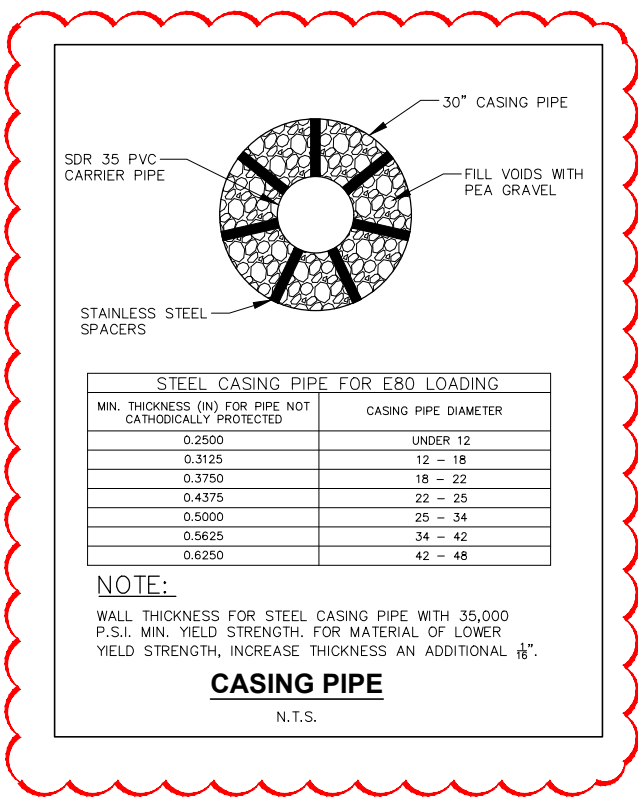 30" CASING PIPE
SDR 35 PVC
CARRIER PIPE
FILL VOIDS WITH
PEA GRAVEL
STAINLESS STEEL
SPACERS
STEEL CASING PIPE FOR E80 LOADING
MIN. THICKNESS (IN) FOR PIPE NOT
CATHODICALLY PROTECTED
CASING PIPE DIAMETER
0.2500 UNDER 12
0.3125 12 – 18
0.3750 18 – 22
0.4375 22 – 25
0.5000 25 – 34
0.5625 34 – 42
0.6250 42 – 48
NOTE:
WALL THICKNESS FOR STEEL CASING PIPE WITH 35,000
P.S.I. MIN. YIELD STRENGTH. FOR MATERIAL OF LOWER
YIELD STRENGTH, INCREASE THICKNESS AN ADDITIONAL 1/16".
CASING PIPE
N.T.S.